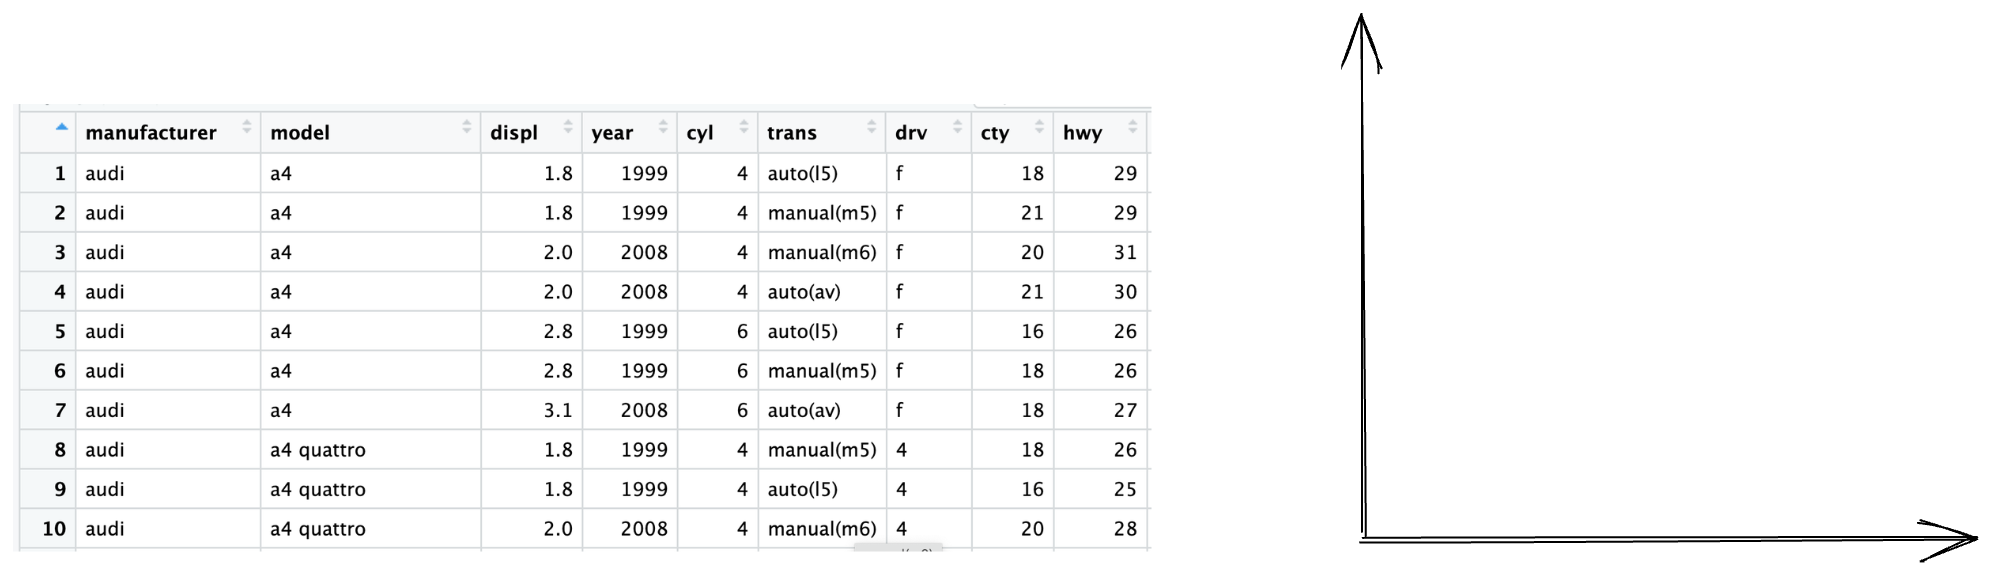 manufacturer model displ year cyl trans drv cty hwy
1 audi a4 1.8 1999 4 auto(l5) f 18 29
2 audi a4 1.8 1999 4 manual(m5) f 21 29
3 audi a4 2.0 2008 4 manual(m6) f 20 31
4 audi a4 2.0 2008 4 auto(av) f 21 30
5 audi a4 2.8 1999 6 auto(l5) f 16 26
6 audi a4 2.8 1999 6 manual(m5) f 18 26
7 audi a4 3.1 2008 6 auto(av) f 18 27
8 audi a4 quattro 1.8 1999 4 manual(m5) 4 18 26
9 audi a4 quattro 1.8 1999 4 auto(l5) 4 16 25
10 audi a4 quattro 2.0 2008 4 manual(m6) 4 20 28